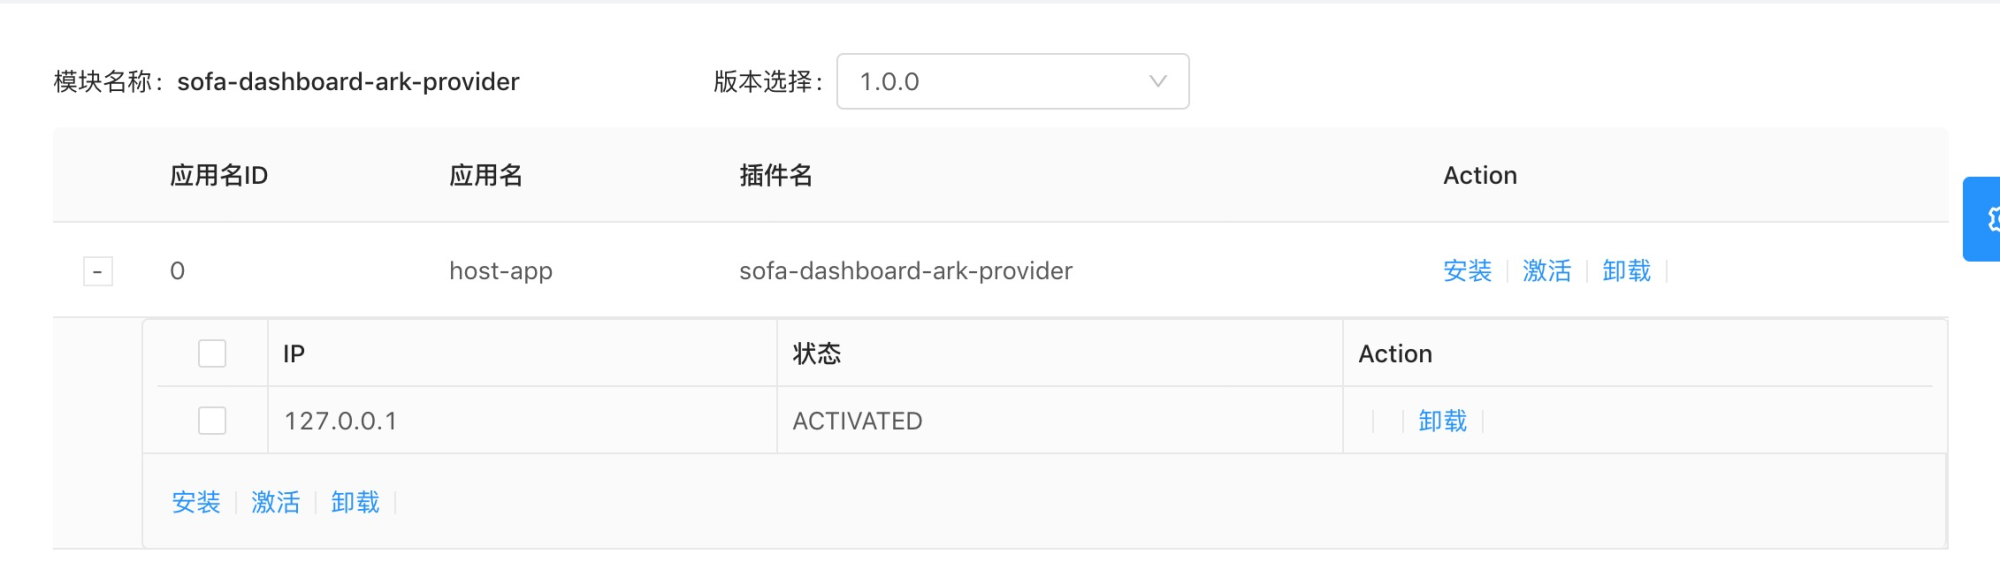 模块名称：sofa-dashboard-ark-provider 版本选择：1.0.0
应用名ID 应用名 插件名 Action
- 0 host-app sofa-dashboard-ark-provider 安装 激活 卸载
IP 状态 Action
127.0.0.1 ACTIVATED 卸载
安装 激活 卸载